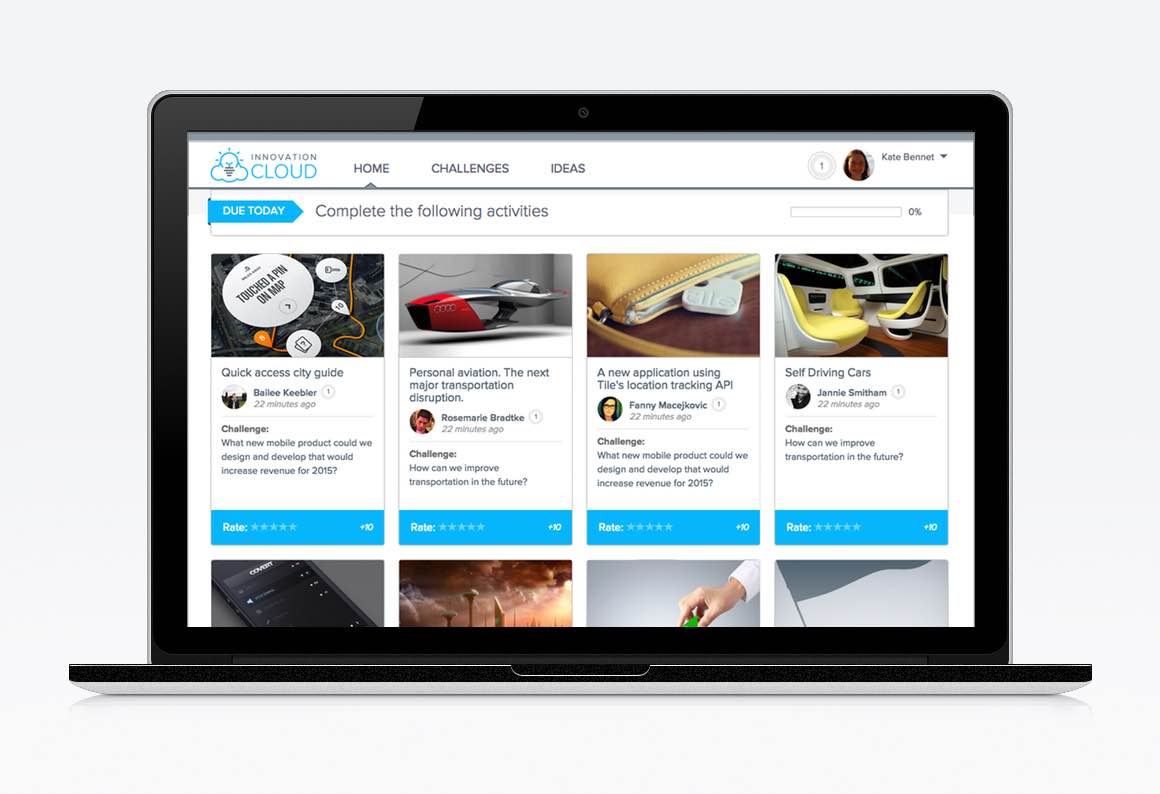 INNOVATION
CLOUD
HOME
CHALLENGES
IDEAS
1
Kate Bennet
DUE TODAY
Complete the following activities
0%
TOUCHED A PIN
ON MAP
10
Quick access city guide
Bailee Keebler 1
22 minutes ago
Challenge:
What new mobile product could we
design and develop that would
increase revenue for 2015?
Rate:
+10
Personal aviation. The next
major transportation
disruption.
Rosemarie Bradtke 1
22 minutes ago
Challenge:
How can we improve
transportation in the future?
Rate:
+10
tile
A new application using
Tile's location tracking API
Fanny Macejkovic 1
22 minutes ago
Challenge:
What new mobile product could we
design and develop that would
increase revenue for 2015?
Rate:
+10
Self Driving Cars
Jannie Smitham 1
22 minutes ago
Challenge:
How can we improve
transportation in the future?
Rate:
+10
COVERT